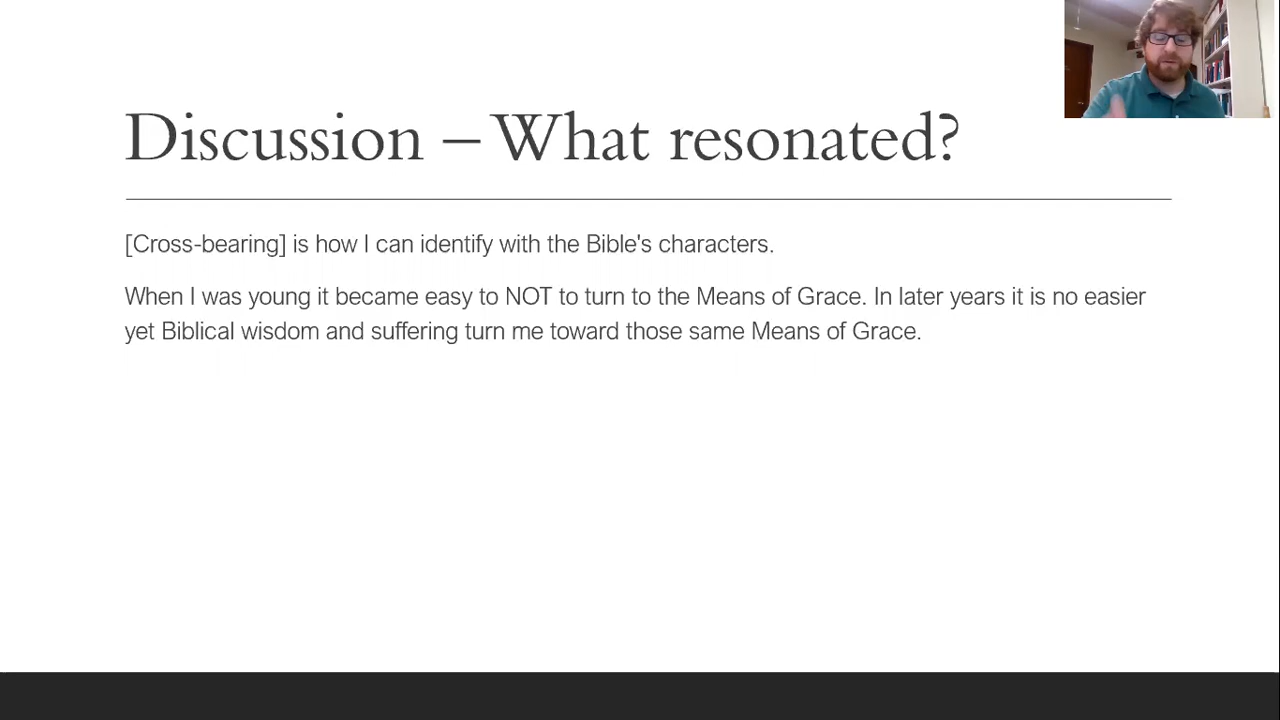 Discussion – What resonated?
[Cross-bearing] is how I can identify with the Bible's characters.
When I was young it became easy to NOT to turn to the Means of Grace. In later years it is no easier
yet Biblical wisdom and suffering turn me toward those same Means of Grace.